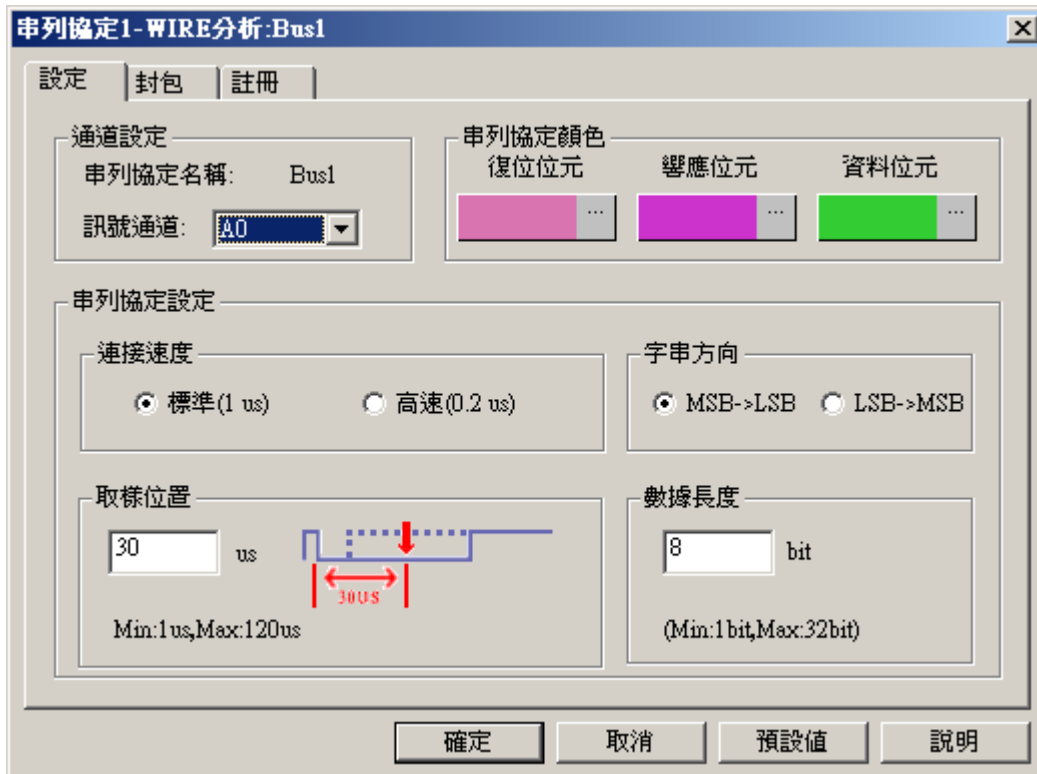 串列協定1-WIRE分析:Bus1
設定 封包 註冊
通道設定
串列協定名稱: Bus1
訊號通道: A0
串列協定顏色
復位位元 響應位元 資料位元
... ... ...
串列協定設定
連接速度
標準(1 us) 高速(0.2 us)
字串方向
MSB->LSB LSB->MSB
取樣位置
30 us
30US
Min:1us,Max:120us
數據長度
8 bit
(Min:1bit,Max:32bit)
確定 取消 預設值 說明